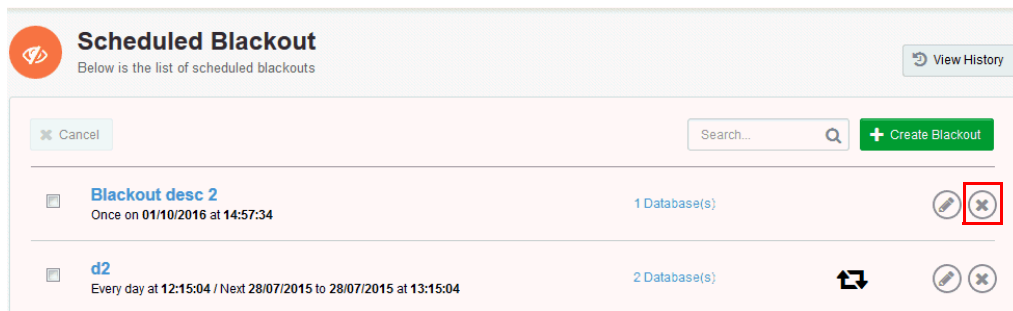 Scheduled Blackout
Below is the list of scheduled blackouts
View History
Cancel
Search...
Create Blackout
Blackout desc 2
Once on 01/10/2016 at 14:57:34
1 Database(s)
d2
Every day at 12:15:04 / Next 28/07/2015 to 28/07/2015 at 13:15:04
2 Database(s)